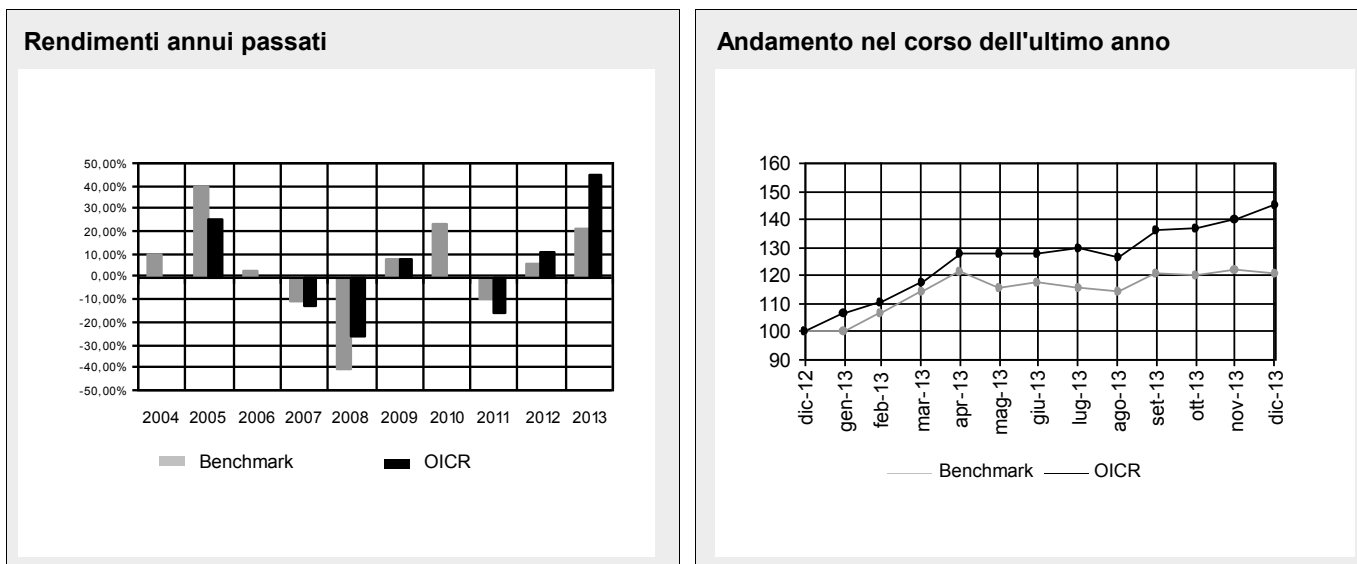 Rendimenti annui passati
50,00%
40,00%
30,00%
20,00%
10,00%
0,00%
-10,00%
-20,00%
-30,00%
-40,00%
-50,00%
2004 2005 2006 2007 2008 2009 2010 2011 2012 2013
Benchmark OICR
Andamento nel corso dell'ultimo anno
160
150
140
130
120
110
100
90
dic-12
gen-13
feb-13
mar-13
apr-13
mag-13
giu-13
lug-13
ago-13
set-13
ott-13
nov-13
dic-13
Benchmark OICR